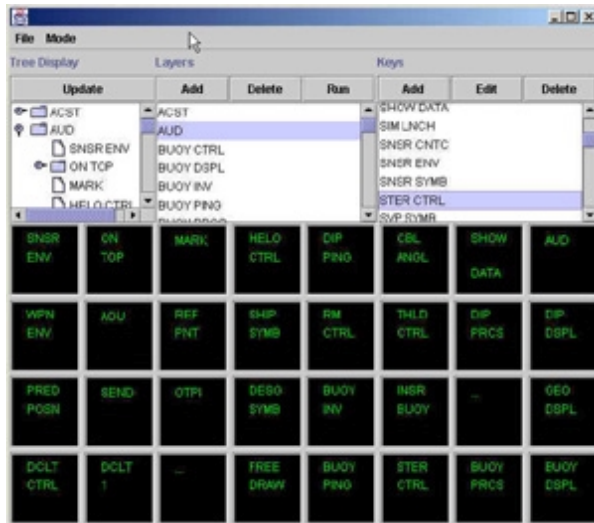 File Mode
Tree Display Layers Keys
Update Add Delete Run Add Edit Delete
ACST
AUD
SNSR ENV
ON TOP
MARK
HELO CTRL
ACST
AUD
BUOY CTRL
BUOY DSPL
BUOY INV
BUOY PING
BUOY PRCS
SHOW DATA
SIM LNCH
SNSR CNTC
SNSR ENV
SNSR SYMB
STER CTRL
SVP SYMB
SNSR ON MARK HELO DIP CBL SHOW AUD
ENV TOP CTRL PING ANGL
DATA
WPN AOU REF SHIP RM THLD DIP DIP
ENV PNT SYMB CTRL CTRL PRCS DSPL
PRED SEND OTPI DESG BUOY INSR -- GEO
POSN SYMB INV BUOY DSPL
DCLT DCLT -- FREE BUOY STER BUOY BUOY
CTRL 1 DRAW PING CTRL PRCS DSPL